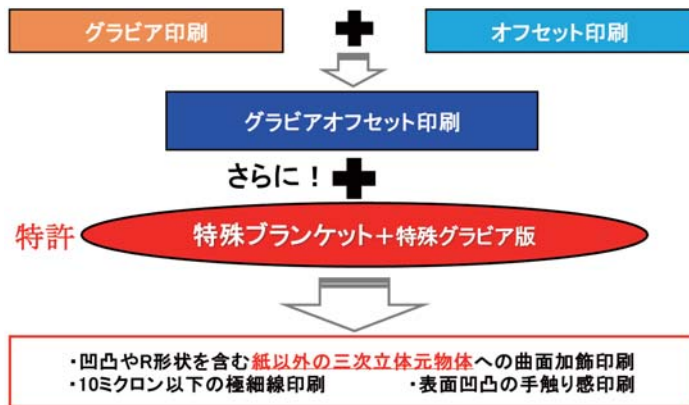 グラビア印刷 オフセット印刷
グラビアオフセット印刷
さらに！
特許 特殊ブランケット＋特殊グラビア版
・凹凸やR形状を含む紙以外の三次立体元物体への曲面加飾印刷
・10ミクロン以下の極細線印刷 ・表面凹凸の手触り感印刷